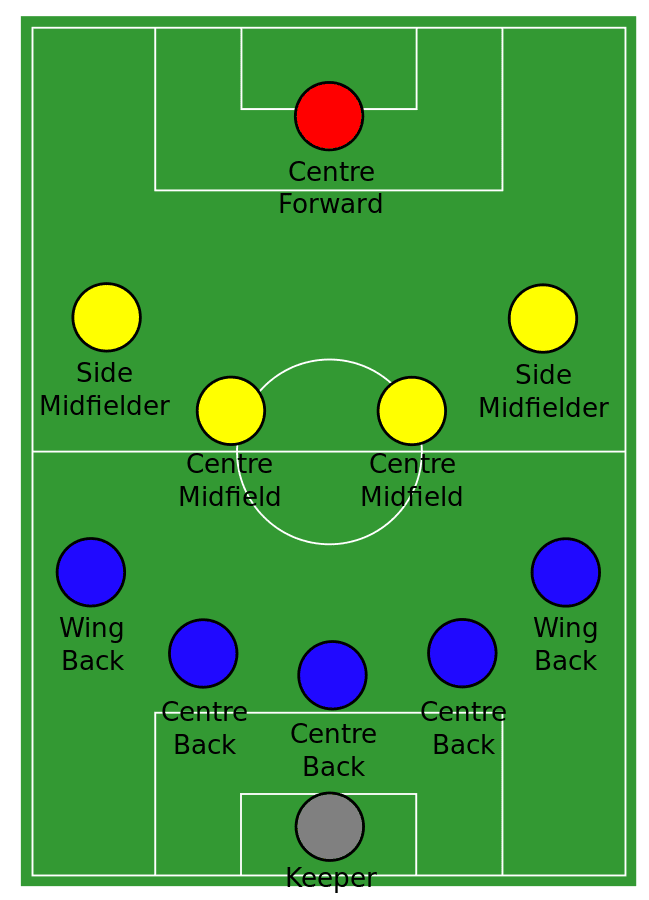 Centre
Forward
Side
Midfielder
Side
Midfielder
Centre
Midfield
Centre
Midfield
Wing
Back
Wing
Back
Centre
Back
Centre
Back
Centre
Back
Keeper